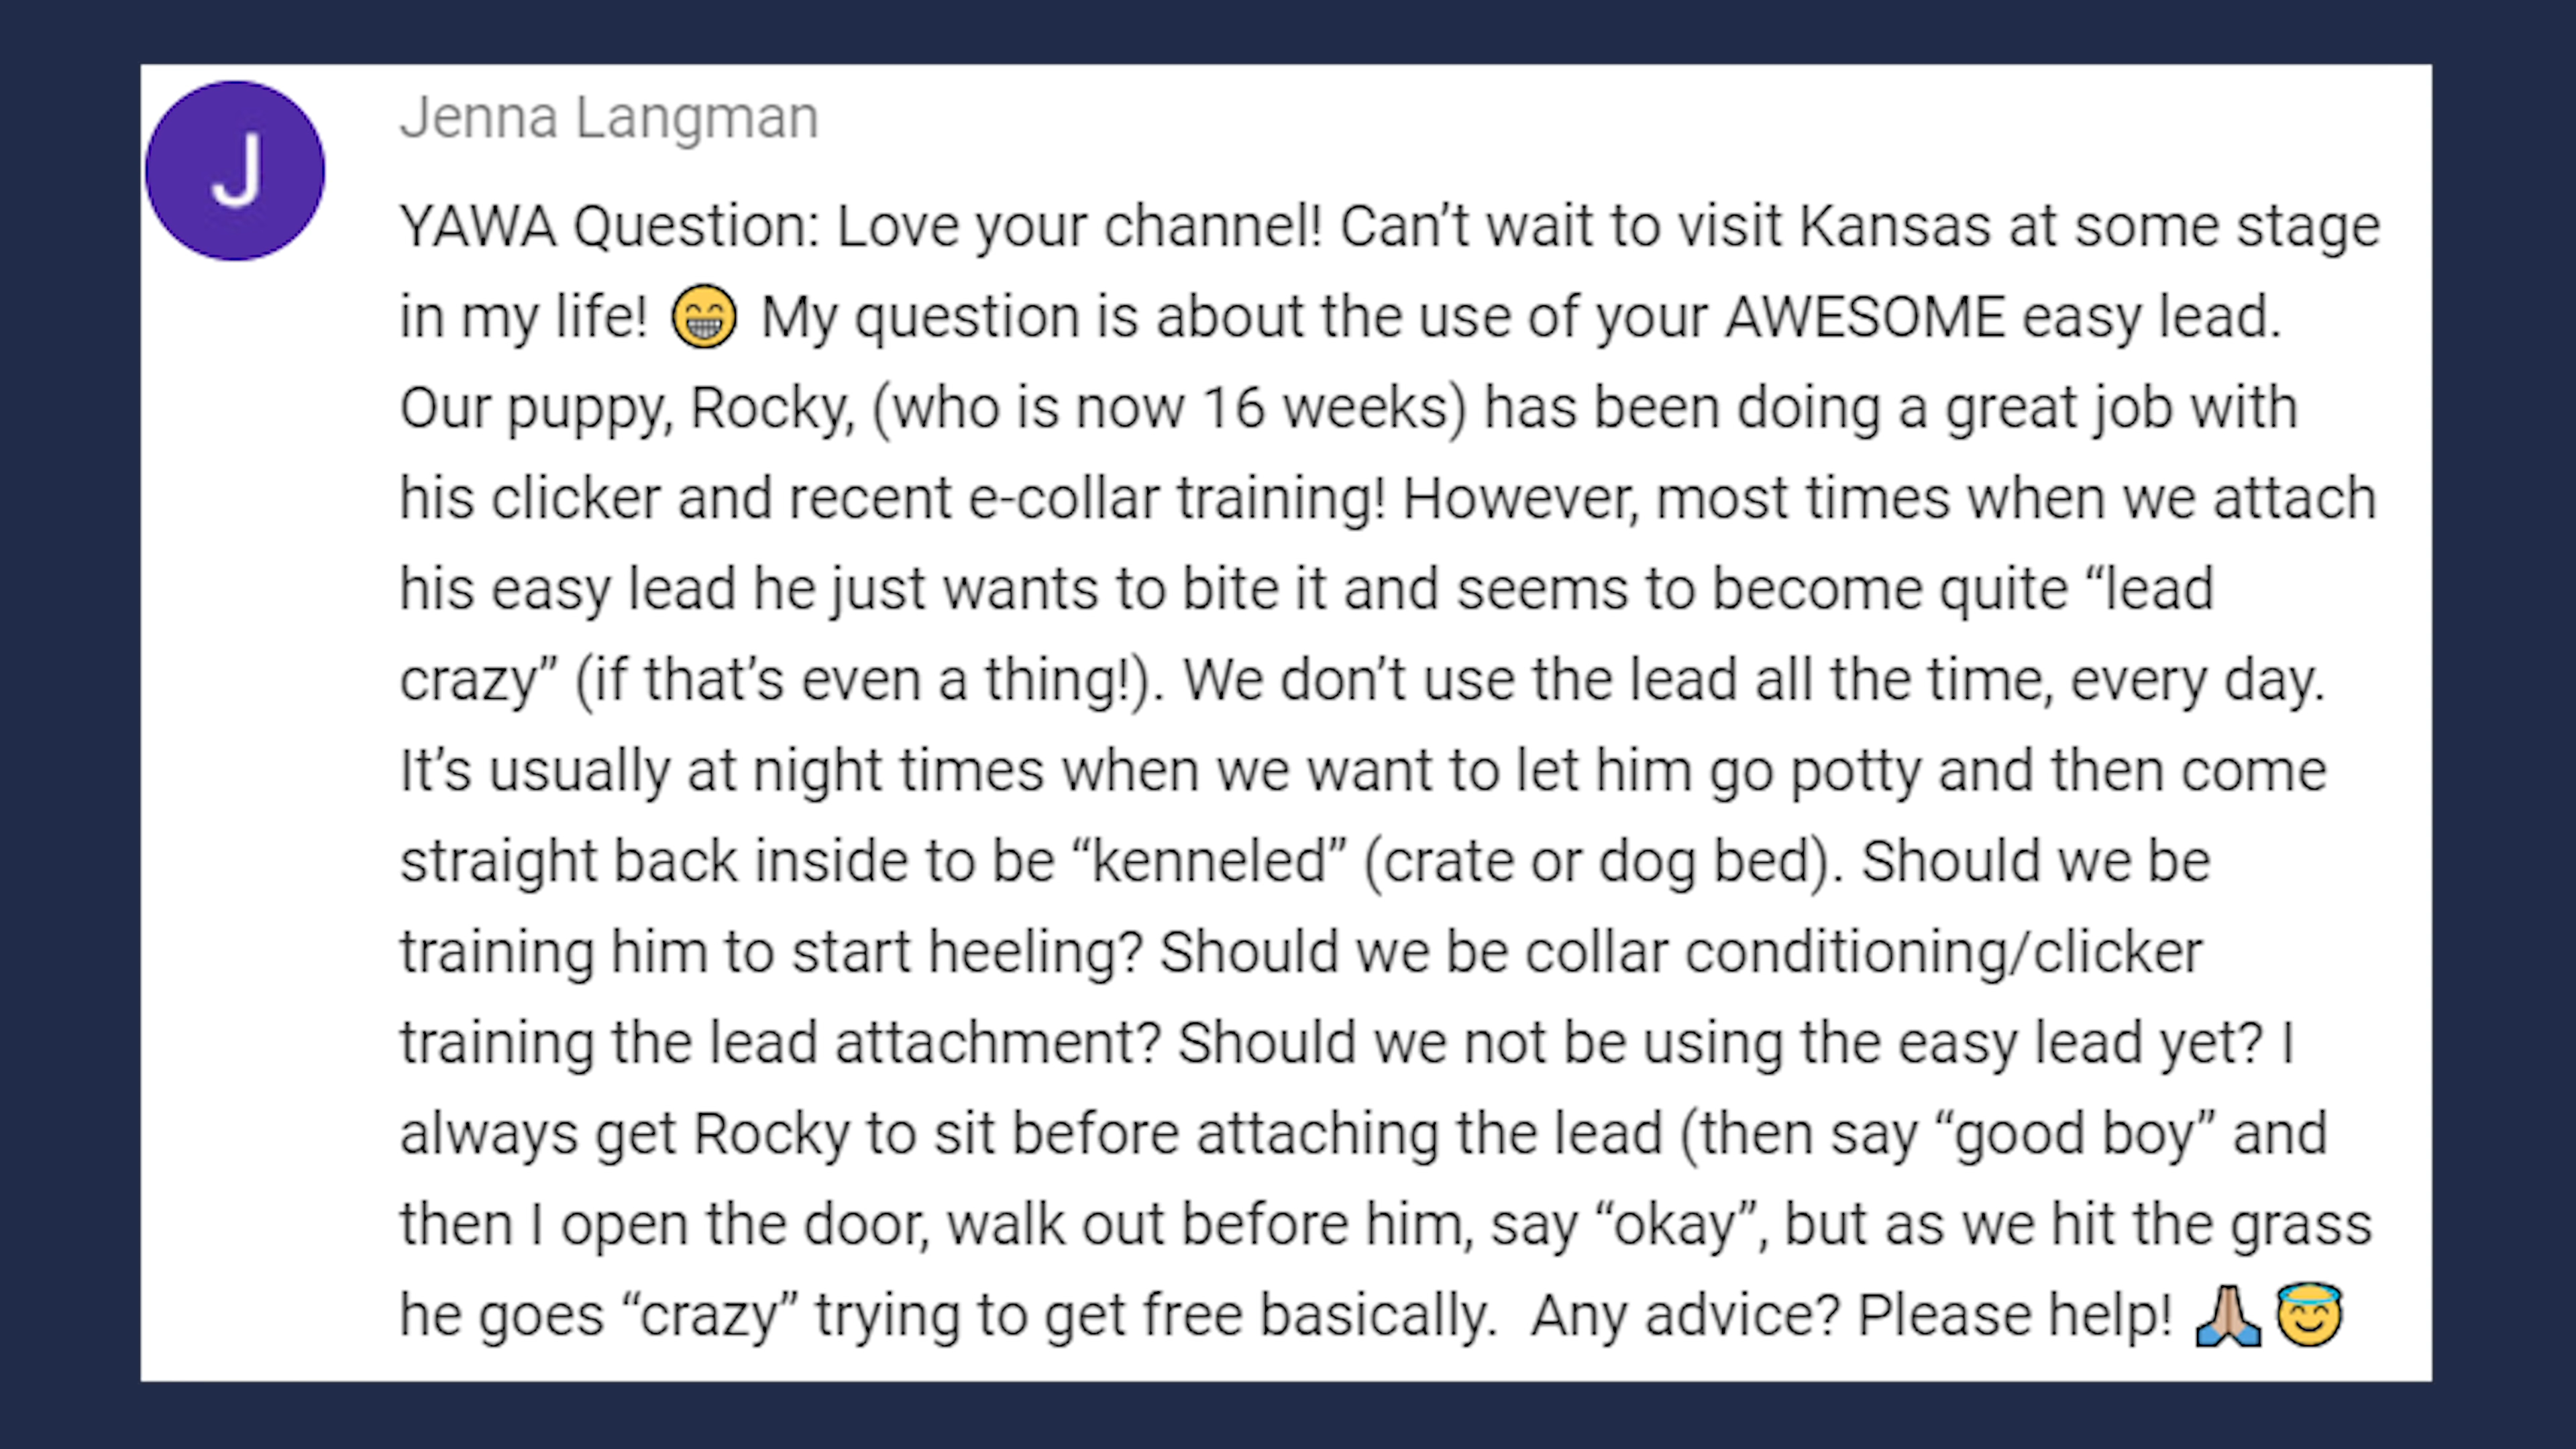 J
Jenna Langman
YAWA Question: Love your channel! Can’t wait to visit Kansas at some stage
in my life! 😁 My question is about the use of your AWESOME easy lead.
Our puppy, Rocky, (who is now 16 weeks) has been doing a great job with
his clicker and recent e-collar training! However, most times when we attach
his easy lead he just wants to bite it and seems to become quite “lead
crazy” (if that’s even a thing!). We don’t use the lead all the time, every day.
It’s usually at night times when we want to let him go potty and then come
straight back inside to be “kenneled” (crate or dog bed). Should we be
training him to start heeling? Should we be collar conditioning/clicker
training the lead attachment? Should we not be using the easy lead yet? I
always get Rocky to sit before attaching the lead (then say “good boy” and
then I open the door, walk out before him, say “okay”, but as we hit the grass
he goes “crazy” trying to get free basically.  Any advice? Please help! 🙏🏼😇